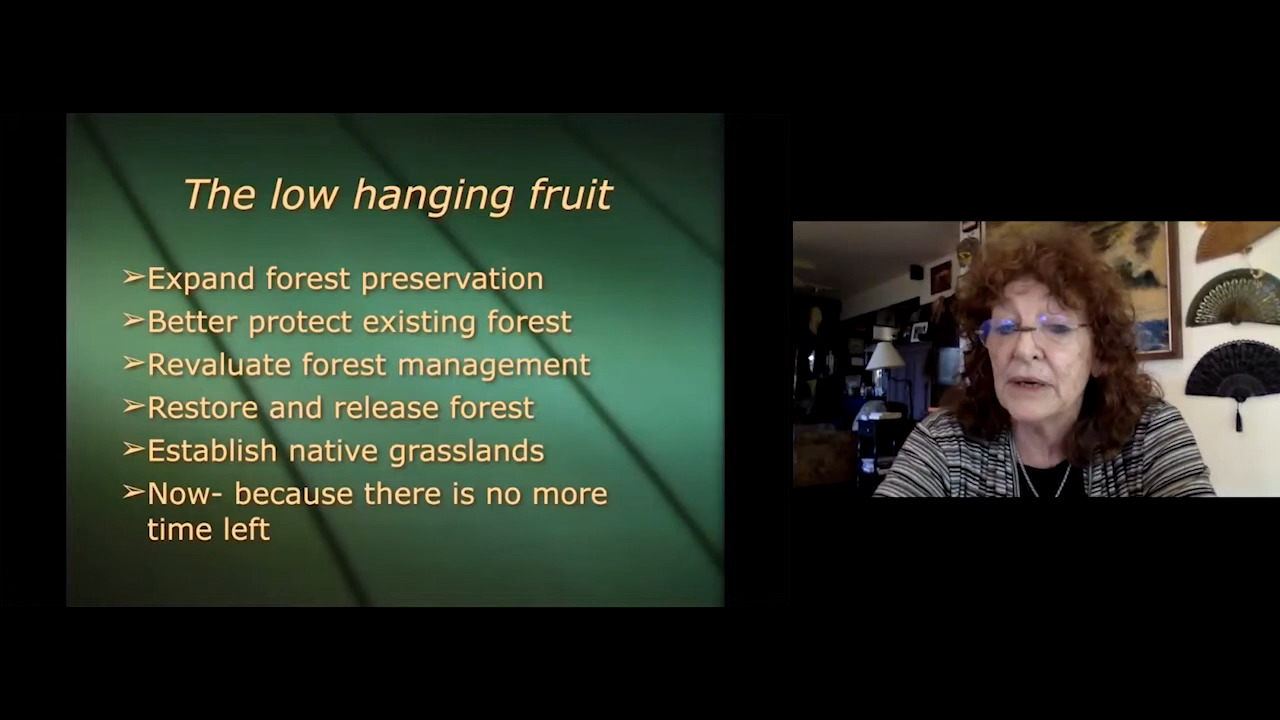 The low hanging fruit
➢Expand forest preservation
➢Better protect existing forest
➢Revaluate forest management
➢Restore and release forest
➢Establish native grasslands
➢Now- because there is no more
time left